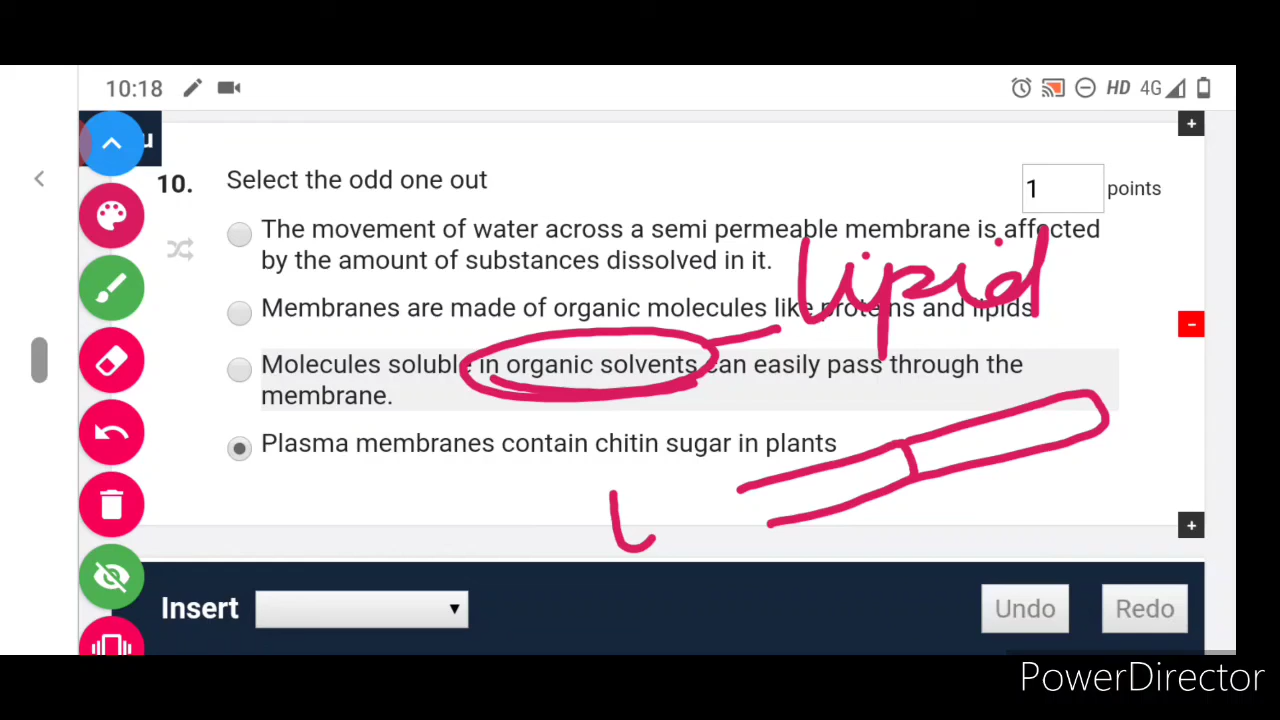 10:18 HD 4G
u
10. Select the odd one out 1 points
The movement of water across a semi permeable membrane is affected
by the amount of substances dissolved in it.
lipid
Membranes are made of organic molecules like proteins and lipids
Molecules soluble in organic solvents can easily pass through the
membrane.
Plasma membranes contain chitin sugar in plants
Insert Undo Redo
PowerDirector